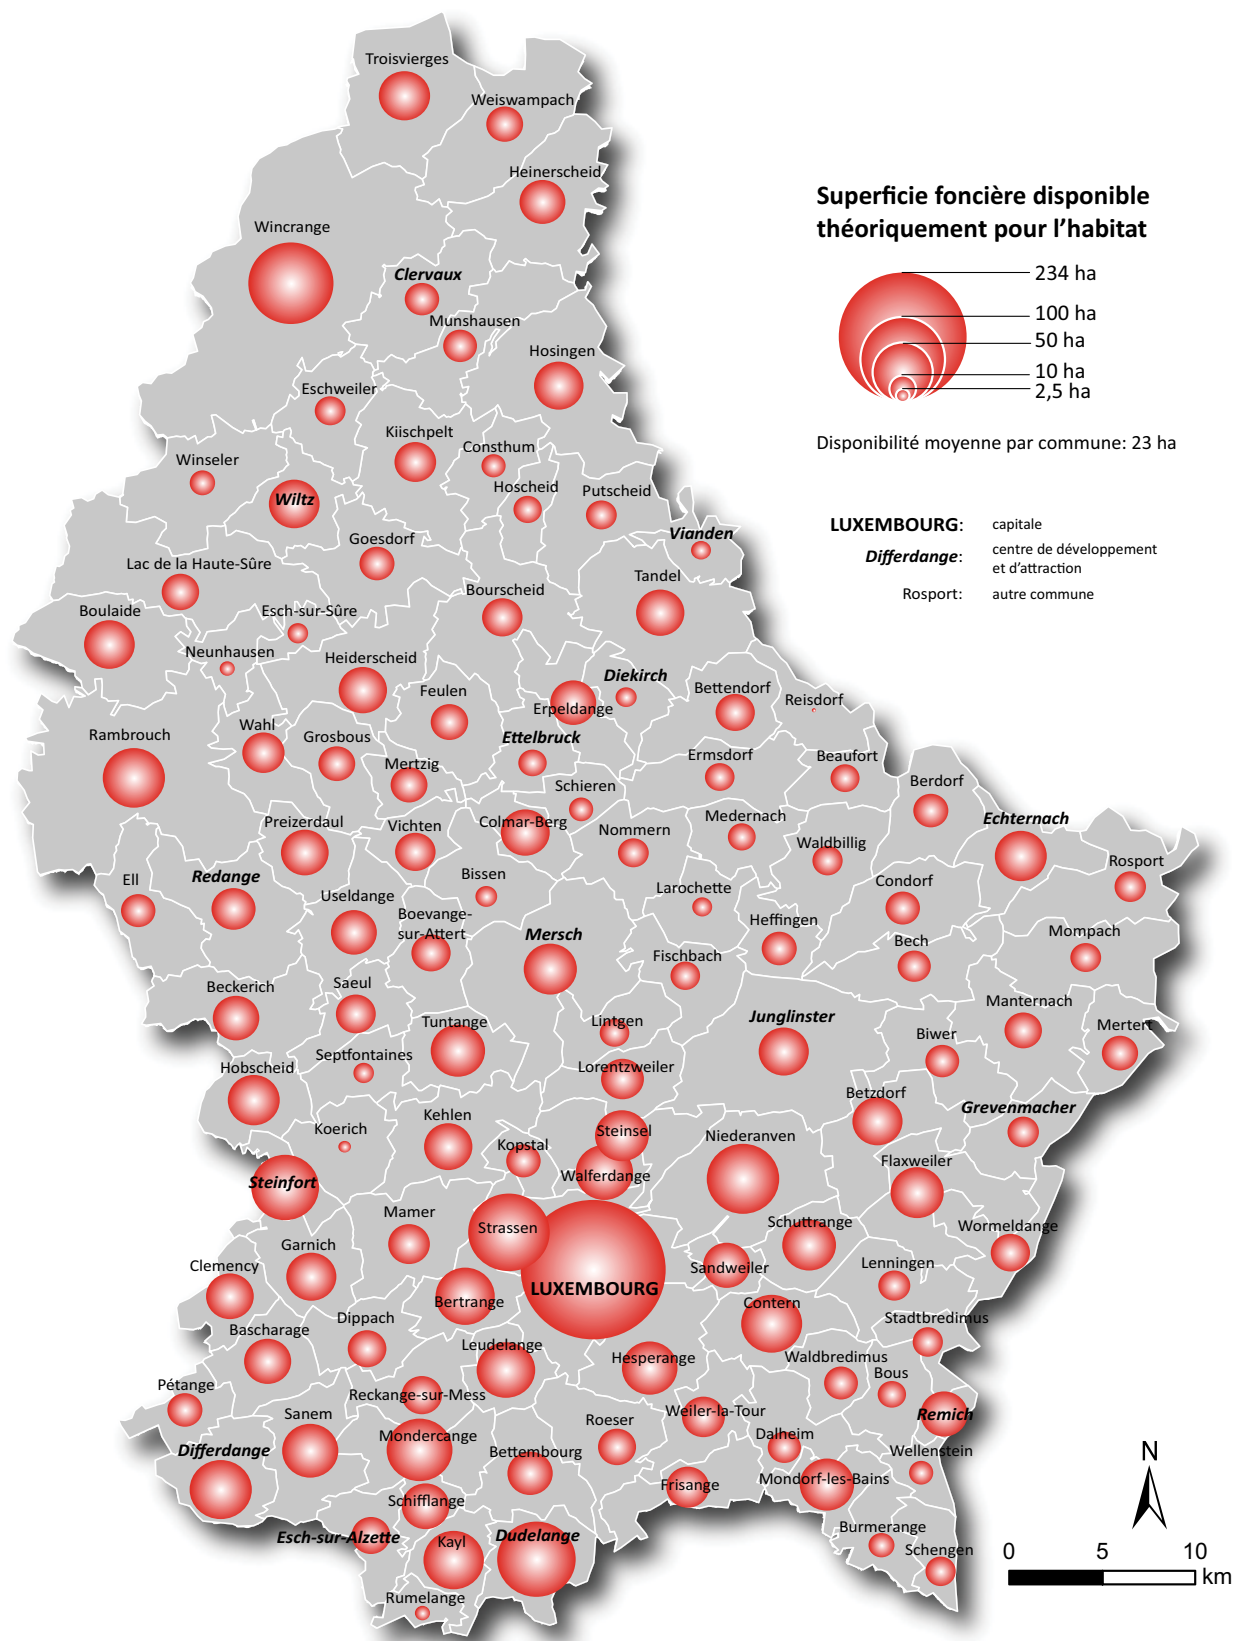 Troisvierges
Weiswampach
Heinerscheid
Wincrange
Clervaux
Munshausen
Hosingen
Eschweiler
Kiischpelt
Consthum
Winseler
Wiltz
Hoscheid
Putscheid
Vianden
Goesdorf
Lac de la Haute-Sûre
Tandel
Bourscheid
Boulaide
Esch-sur-Sûre
Neunhausen
Heiderscheid
Diekirch
Feulen
Bettendorf
Reisdorf
Erpeldange
Rambrouch
Wahl
Grosbous
Ettelbruck
Mertzig
Ermsdorf
Beaufort
Schieren
Berdorf
Preizerdaul
Vichten
Colmar-Berg
Nommern
Medernach
Waldbillig
Echternach
Rosport
Ell
Redange
Useldange
Bissen
Larochette
Condorf
Boevange-
sur-Attert
Mersch
Heffingen
Bech
Mompach
Fischbach
Beckerich
Saeul
Manternach
Tuntange
Lintgen
Junglinster
Mertert
Biwer
Septfontaines
Hobscheid
Lorentzweiler
Betzdorf
Grevenmacher
Kehlen
Koerich
Kopstal
Steinsel
Niederanven
Flaxweiler
Walferdange
Steinfort
Mamer
Strassen
Schuttrange
Wormeldange
Garnich
Clemency
Sandweiler
Lenningen
LUXEMBOURG
Bertrange
Contern
Stadtbredimus
Dippach
Bascharage
Leudelange
Hesperange
Waldbredimus
Bous
Pétange
Reckange-sur-Mess
Sanem
Weiler-la-Tour
Remich
Roeser
Mondercange
Dalheim
Differdange
Bettembourg
Wellenstein
Frisange
Mondorf-les-Bains
Schifflange
Burmerange
Esch-sur-Alzette
Kayl
Dudelange
Schengen
Rumelange
Superficie foncière disponible
théoriquement pour l'habitat
234 ha
100 ha
50 ha
10 ha
2,5 ha
Disponibilité moyenne par commune: 23 ha
LUXEMBOURG: capitale
Differdange: centre de développement
et d'attraction
Rosport: autre commune
N
0 5 10
km